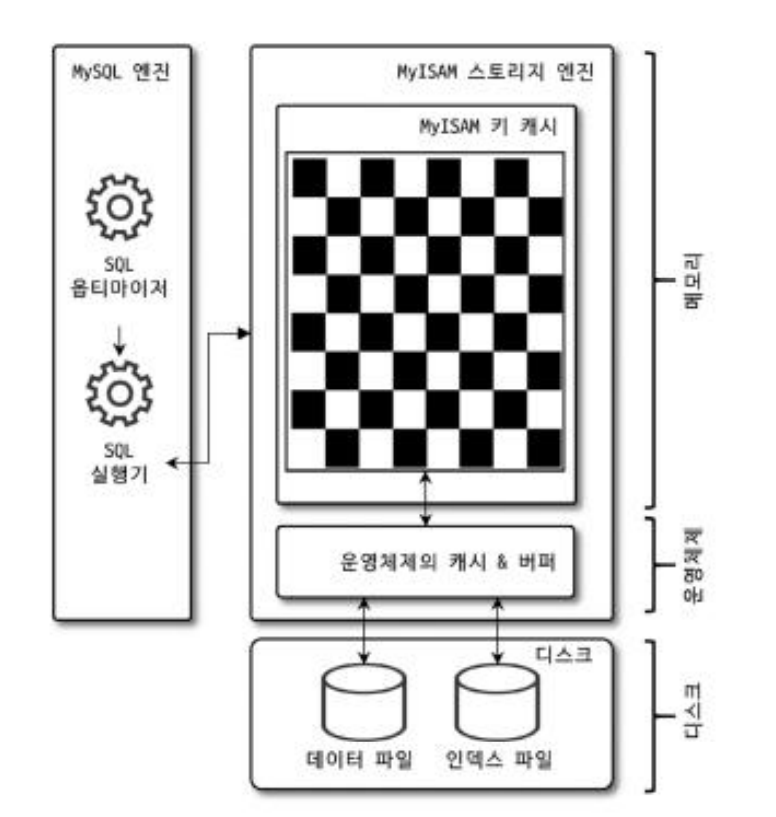 MySQL 엔진
SQL
옵티마이저
SQL
실행기
MyISAM 스토리지 엔진
MyISAM 키 캐시
운영체제의 캐시 & 버퍼
디스크
데이터 파일
인덱스 파일
메모리
운영체제
디스크